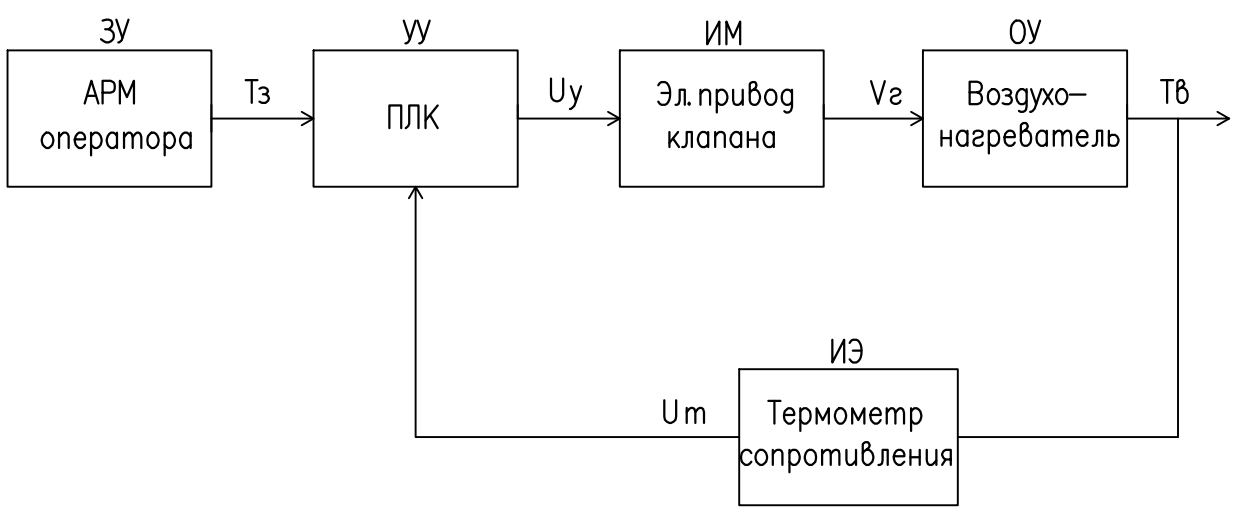 ЗУ
АРМ
оператора
Тз
УУ
ПЛК
Uу
ИМ
Эл. привод
клапана
Vг
ОУ
Воздухо-
нагреватель
Тв
ИЭ
Термометр
сопротивления
Uт